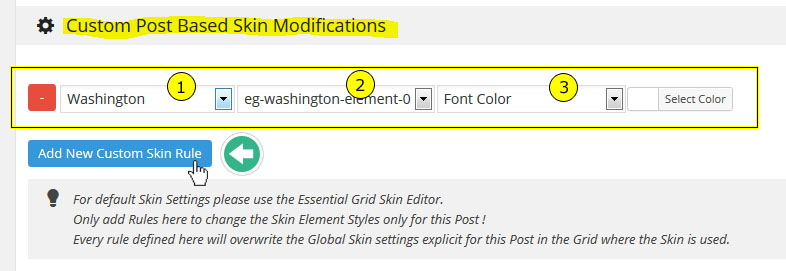 Custom Post Based Skin Modifications
1 2 3
- Washington eg-washington-element-0 Font Color Select Color
Add New Custom Skin Rule
For default Skin Settings please use the Essential Grid Skin Editor.
Only add Rules here to change the Skin Element Styles only for this Post !
Every rule defined here will overwrite the Global Skin settings explicit for this Post in the Grid where the Skin is used.